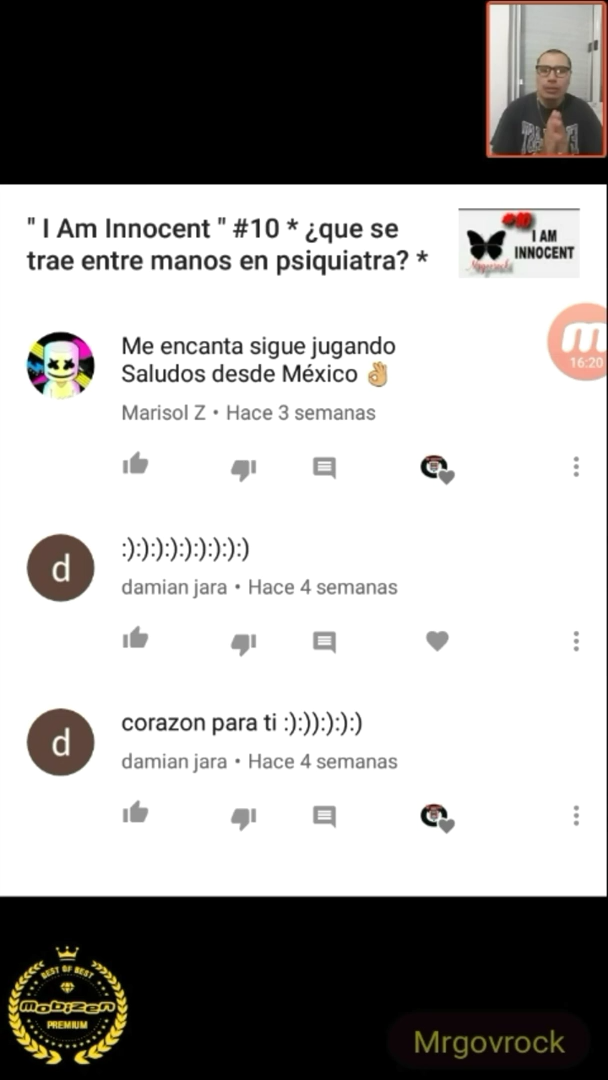 " I Am Innocent " #10 * ¿que se
trae entre manos en psiquiatra? *
#10
I AM
INNOCENT
Mrgovrock
Me encanta sigue jugando
Saludos desde México 👌
Marisol Z • Hace 3 semanas
m
16:20
d
:):):):):):):):):):)
damian jara • Hace 4 semanas
d
corazon para ti :):)):):):)
damian jara • Hace 4 semanas
BEST OF BEST
mobizen
PREMIUM
Mrgovrock